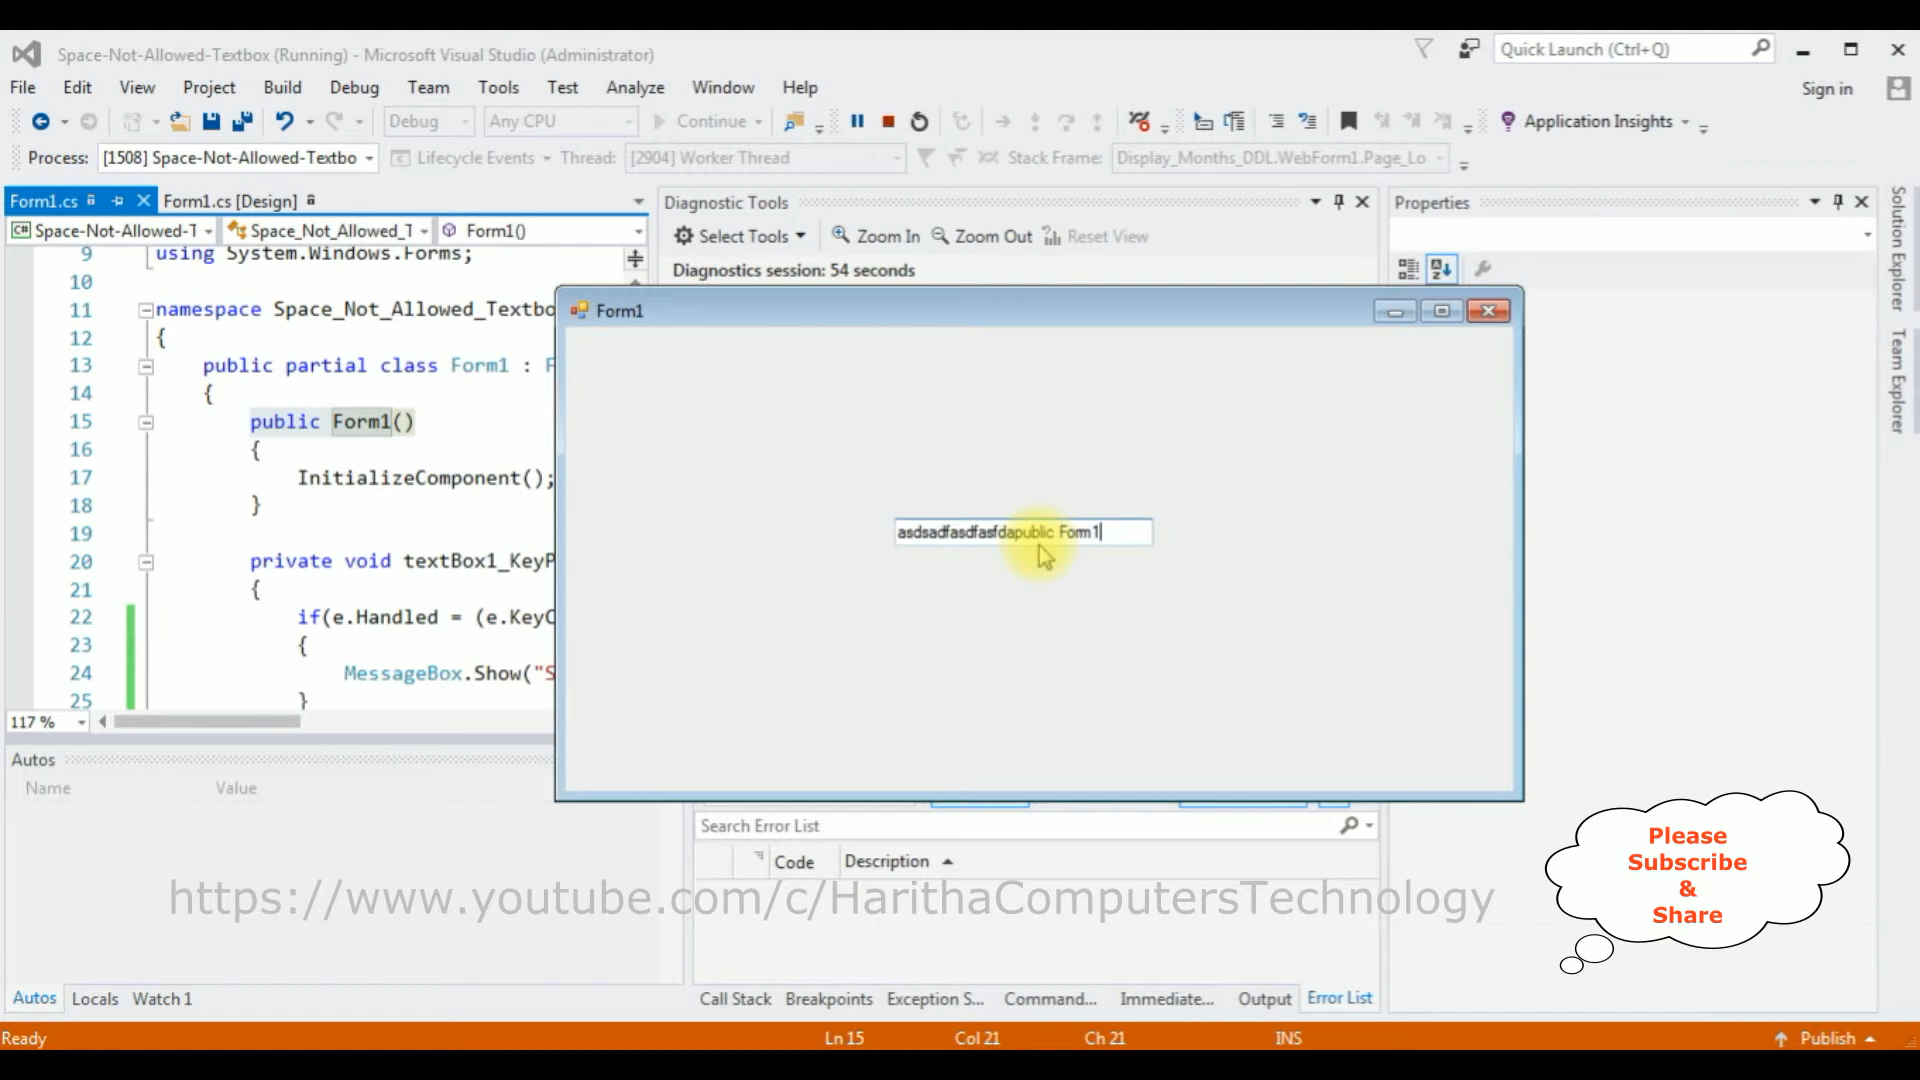 Space-Not-Allowed-Textbox (Running) - Microsoft Visual Studio (Administrator)
Quick Launch (Ctrl+Q)
File Edit View Project Build Debug Team Tools Test Analyze Window Help
Sign in
Debug Any CPU Continue Application Insights
Process: [1508] Space-Not-Allowed-Textbo Lifecycle Events Thread: [2904] Worker Thread Stack Frame: Display_Months_DDL.WebForm1.Page_Lo
Form1.cs Form1.cs [Design]
Diagnostic Tools
Properties
Space-Not-Allowed-T Space_Not_Allowed_T Form1()
Select Tools Zoom In Zoom Out Reset View
Diagnostics session: 54 seconds
Solution Explorer
Team Explorer
9 using System.Windows.Forms;
10
11 namespace Space_Not_Allowed_Textbo
12 {
13 public partial class Form1 : F
14 {
15 public Form1()
16 {
17 InitializeComponent();
18 }
19
20 private void textBox1_KeyP
21 {
22 if(e.Handled = (e.KeyC
23 {
24 MessageBox.Show("S
25 }
Form1
asdsadfasdfasfdapublic Form1
117 %
Autos
Name Value
Search Error List
Code Description
https://www.youtube.com/c/HarithaComputersTechnology
Please
Subscribe
&
Share
Autos Locals Watch 1
Call Stack Breakpoints Exception S... Command... Immediate... Output Error List
Ready Ln 15 Col 21 Ch 21 INS Publish